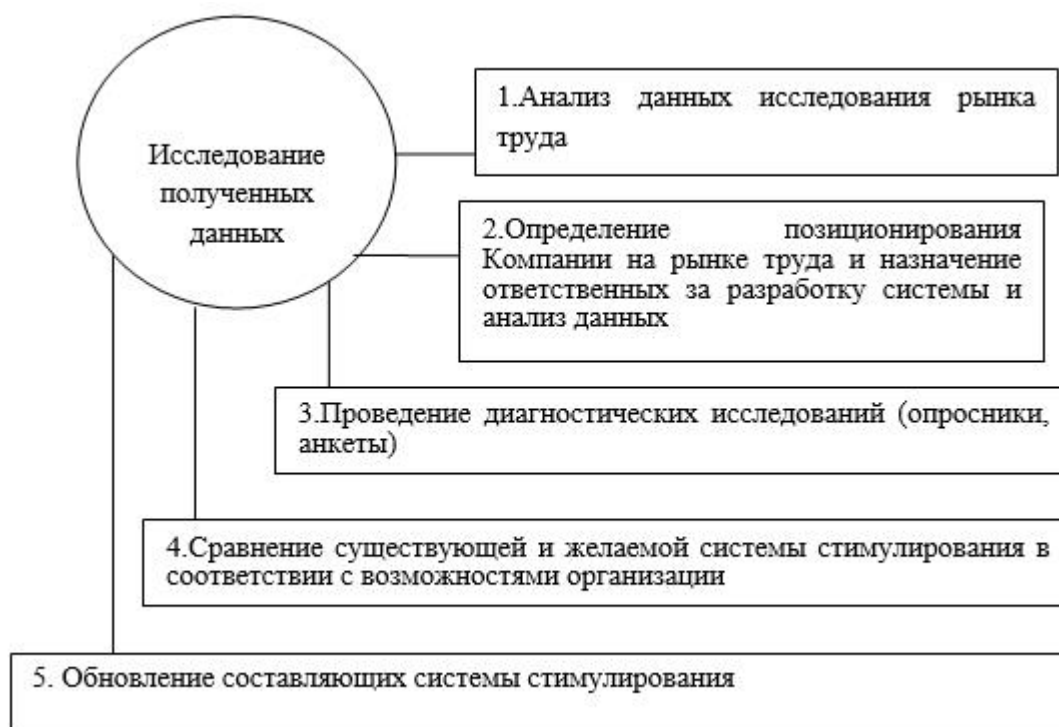 Исследование
полученных
данных
1.Анализ данных исследования рынка
труда
2.Определение позиционирования
Компании на рынке труда и назначение
ответственных за разработку системы и
анализ данных
3.Проведение диагностических исследований (опросники,
анкеты)
4.Сравнение существующей и желаемой системы стимулирования в
соответствии с возможностями организации
5. Обновление составляющих системы стимулирования